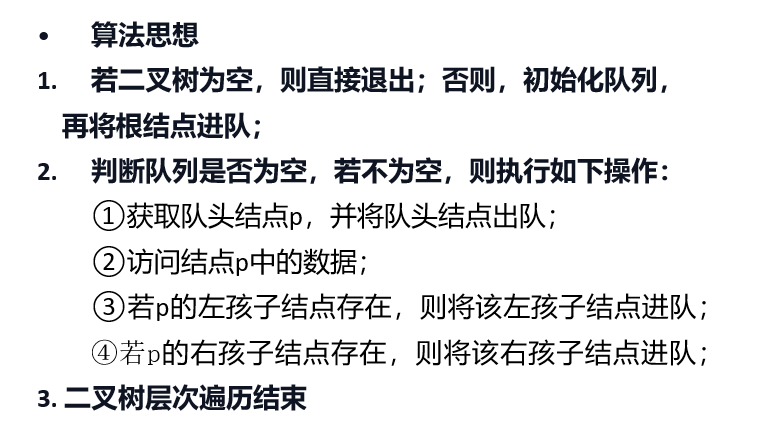 • 算法思想
1. 若二叉树为空，则直接退出；否则，初始化队列，
再将根结点进队；
2. 判断队列是否为空，若不为空，则执行如下操作：
①获取队头结点p，并将队头结点出队；
②访问结点p中的数据；
③若p的左孩子结点存在，则将该左孩子结点进队；
④若p的右孩子结点存在，则将该右孩子结点进队；
3. 二叉树层次遍历结束